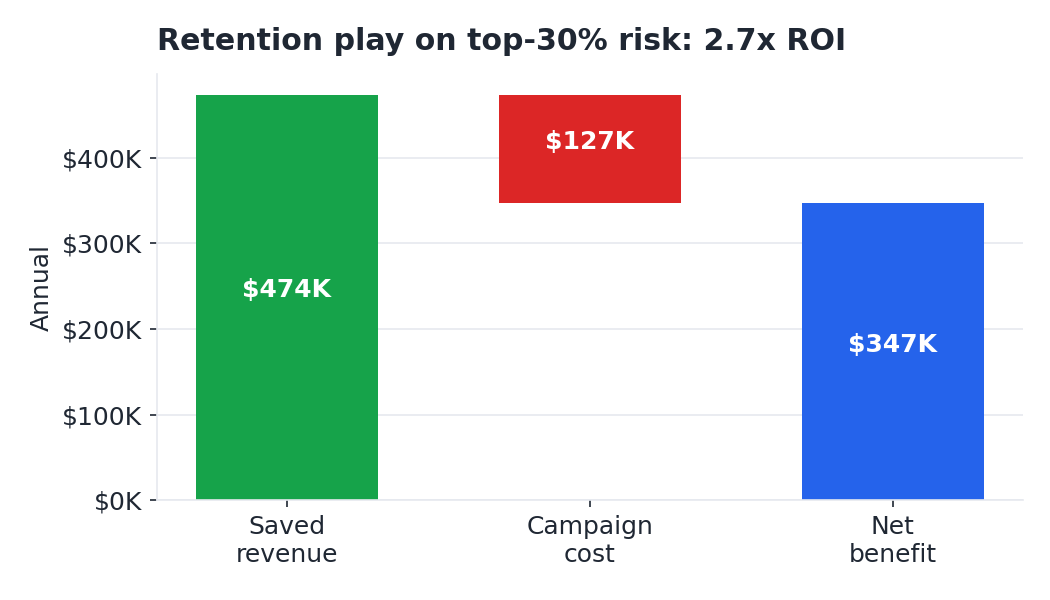 Retention play on top-30% risk: 2.7x ROI
Annual
$400K
$300K
$200K
$100K
$0K
$474K
$127K
$347K
Saved
revenue
Campaign
cost
Net
benefit